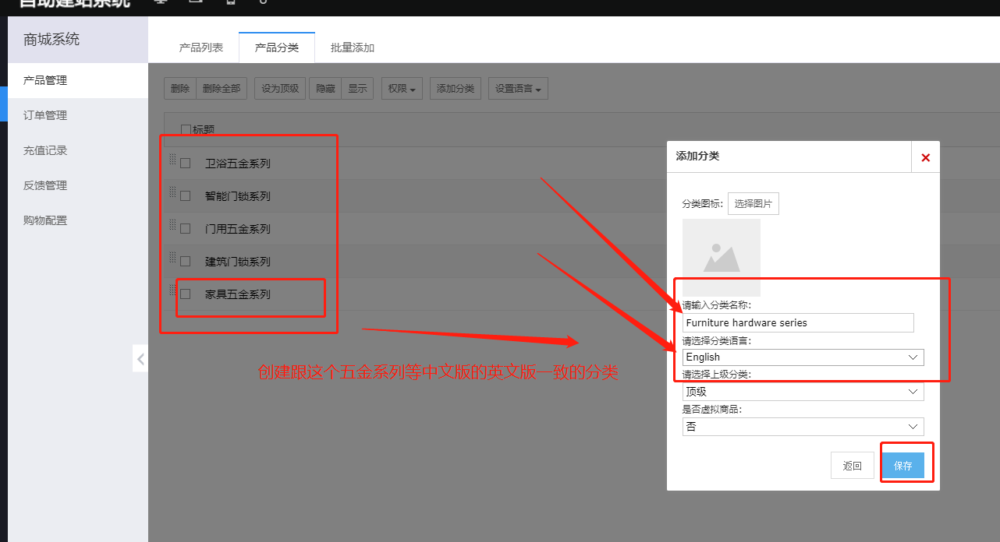 自助建站系统
商城系统
产品列表
产品分类
批量添加
产品管理
订单管理
充值记录
反馈管理
购物配置
删除
删除全部
设为顶级
隐藏
显示
权限
添加分类
设置语言
标题
卫浴五金系列
智能门锁系列
门用五金系列
建筑门锁系列
家具五金系列
创建跟这个五金系列等中文版的英文版一致的分类
添加分类
分类图标:
选择图片
请输入分类名称:
Furniture hardware series
请选择分类语言:
English
请选择上级分类:
顶级
是否虚拟商品:
否
返回
保存